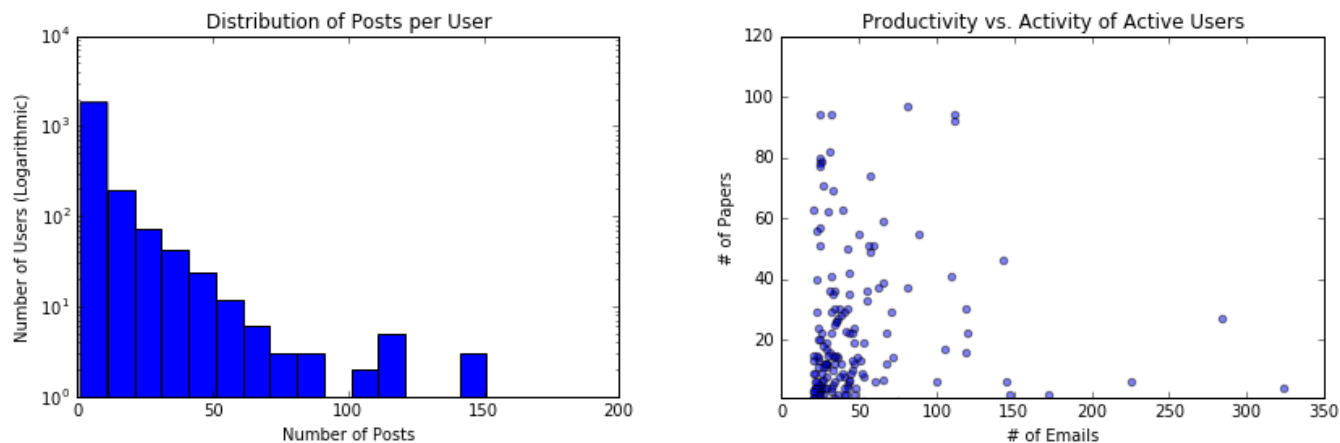 Distribution of Posts per User
10^4
10^3
10^2
10^1
10^0
Number of Users (Logarithmic)
0 50 100 150 200
Number of Posts
Productivity vs. Activity of Active Users
120
100
80
60
40
20
# of Papers
0 50 100 150 200 250 300 350
# of Emails